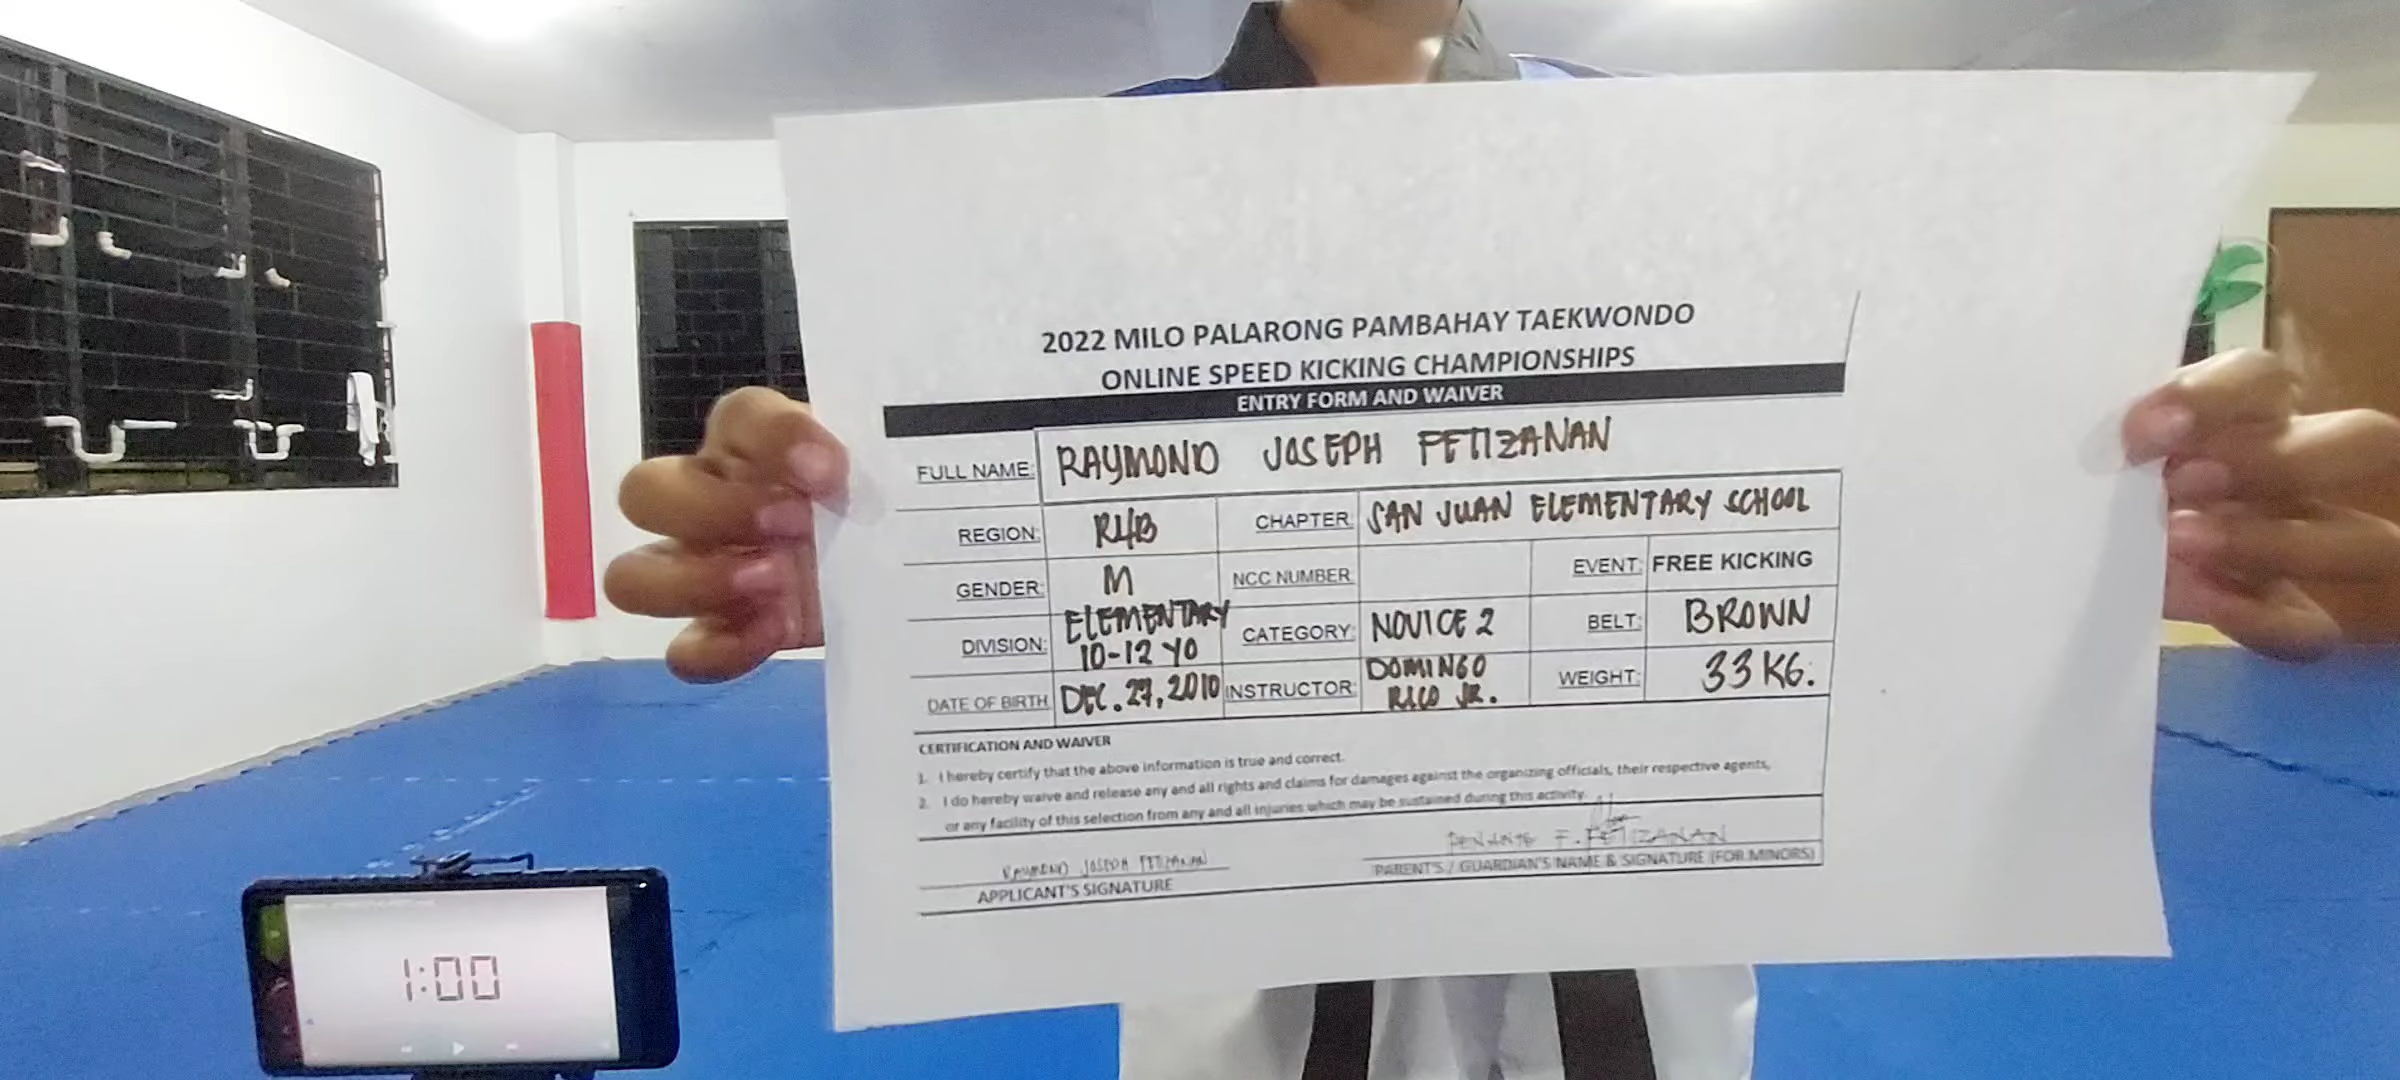 2022 MILO PALARONG PAMBAHAY TAEKWONDO
ONLINE SPEED KICKING CHAMPIONSHIPS
ENTRY FORM AND WAIVER
FULL NAME: RAYMOND JOSEPH FETIZANAN
REGION: R4B CHAPTER: SAN JUAN ELEMENTARY SCHOOL
GENDER: M NCC NUMBER: EVENT: FREE KICKING
DIVISION: ELEMENTARY 10-12 YO CATEGORY: NOVICE 2 BELT: BROWN
DATE OF BIRTH DEC. 27, 2010 INSTRUCTOR: DOMINGO RICO JR. WEIGHT: 33 KG.
CERTIFICATION AND WAIVER
1. I hereby certify that the above information is true and correct.
2. I do hereby waive and release any and all rights and claims for damages against the organizing officials, their respective agents,
or any facility of this selection from any and all injuries which may be sustained during this activity.
RAYMOND JOSEPH FETIZANAN F. FETIZANAN
APPLICANT'S SIGNATURE PARENT'S / GUARDIAN'S NAME & SIGNATURE (FOR MINORS)
1:00